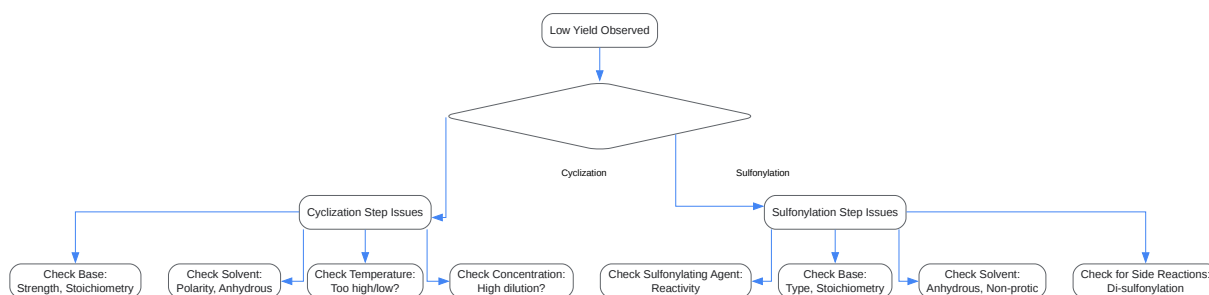 Low Yield Observed
Cyclization
Sulfonylation
Cyclization Step Issues
Sulfonylation Step Issues
Check Base:
Strength, Stoichiometry
Check Solvent:
Polarity, Anhydrous
Check Temperature:
Too high/low?
Check Concentration:
High dilution?
Check Sulfonylating Agent:
Reactivity
Check Base:
Type, Stoichiometry
Check Solvent:
Anhydrous, Non-protic
Check for Side Reactions:
Di-sulfonylation